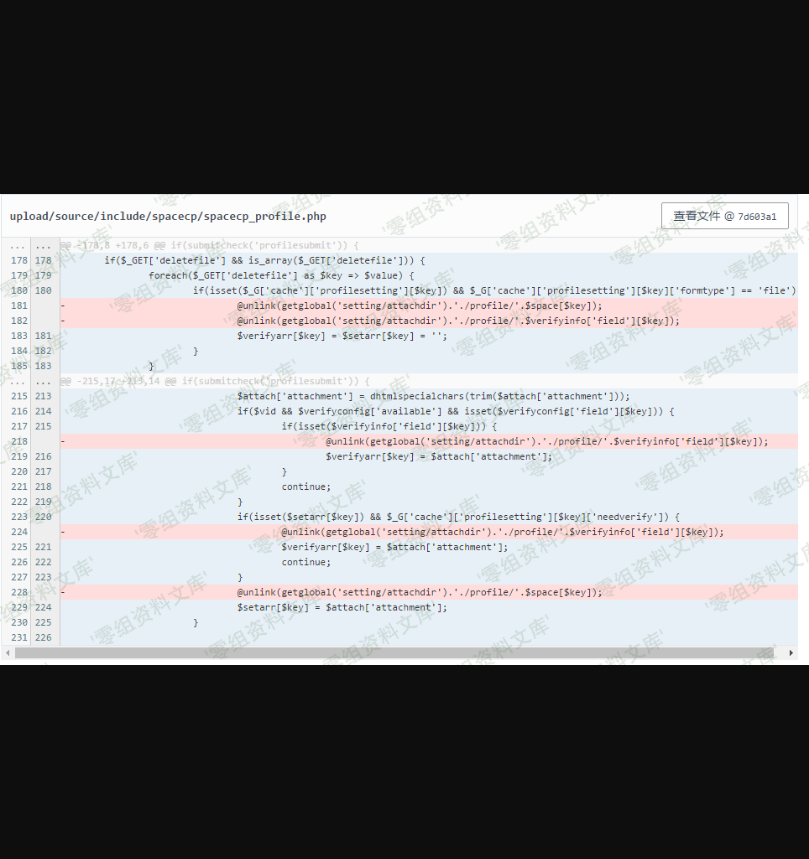 upload/source/include/spacecp/spacecp_profile.php
查看文件 @ 7d603a1
... ... @@ -178,8 +178,6 @@ if(submitcheck('profilesubmit')) {
178 178 if($_GET['deletefile'] && is_array($_GET['deletefile'])) {
179 179 foreach($_GET['deletefile'] as $key => $value) {
180 180 if(isset($_G['cache']['profilesetting'][$key]) && $_G['cache']['profilesetting'][$key]['formtype'] == 'file')
181 - @unlink(getglobal('setting/attachdir').'./profile/'.$space[$key]);
182 - @unlink(getglobal('setting/attachdir').'./profile/'.$verifyinfo['field'][$key]);
183 181 $verifyarr[$key] = $setarr[$key] = '';
184 182 }
185 183 }
... ... @@ -215,17 +213,14 @@ if(submitcheck('profilesubmit')) {
215 213 $attach['attachment'] = dhtmlspecialchars(trim($attach['attachment']));
216 214 if($vid && $verifyconfig['available'] && isset($verifyconfig['field'][$key])) {
217 215 if(isset($verifyinfo['field'][$key])) {
218 - @unlink(getglobal('setting/attachdir').'./profile/'.$verifyinfo['field'][$key]);
219 216 $verifyarr[$key] = $attach['attachment'];
220 217 }
221 218 continue;
222 219 }
223 220 if(isset($setarr[$key]) && $_G['cache']['profilesetting'][$key]['needverify']) {
224 - @unlink(getglobal('setting/attachdir').'./profile/'.$verifyinfo['field'][$key]);
225 221 $verifyarr[$key] = $attach['attachment'];
226 222 continue;
227 223 }
228 - @unlink(getglobal('setting/attachdir').'./profile/'.$space[$key]);
229 224 $setarr[$key] = $attach['attachment'];
230 225 }
231 226
'零组资料文库'